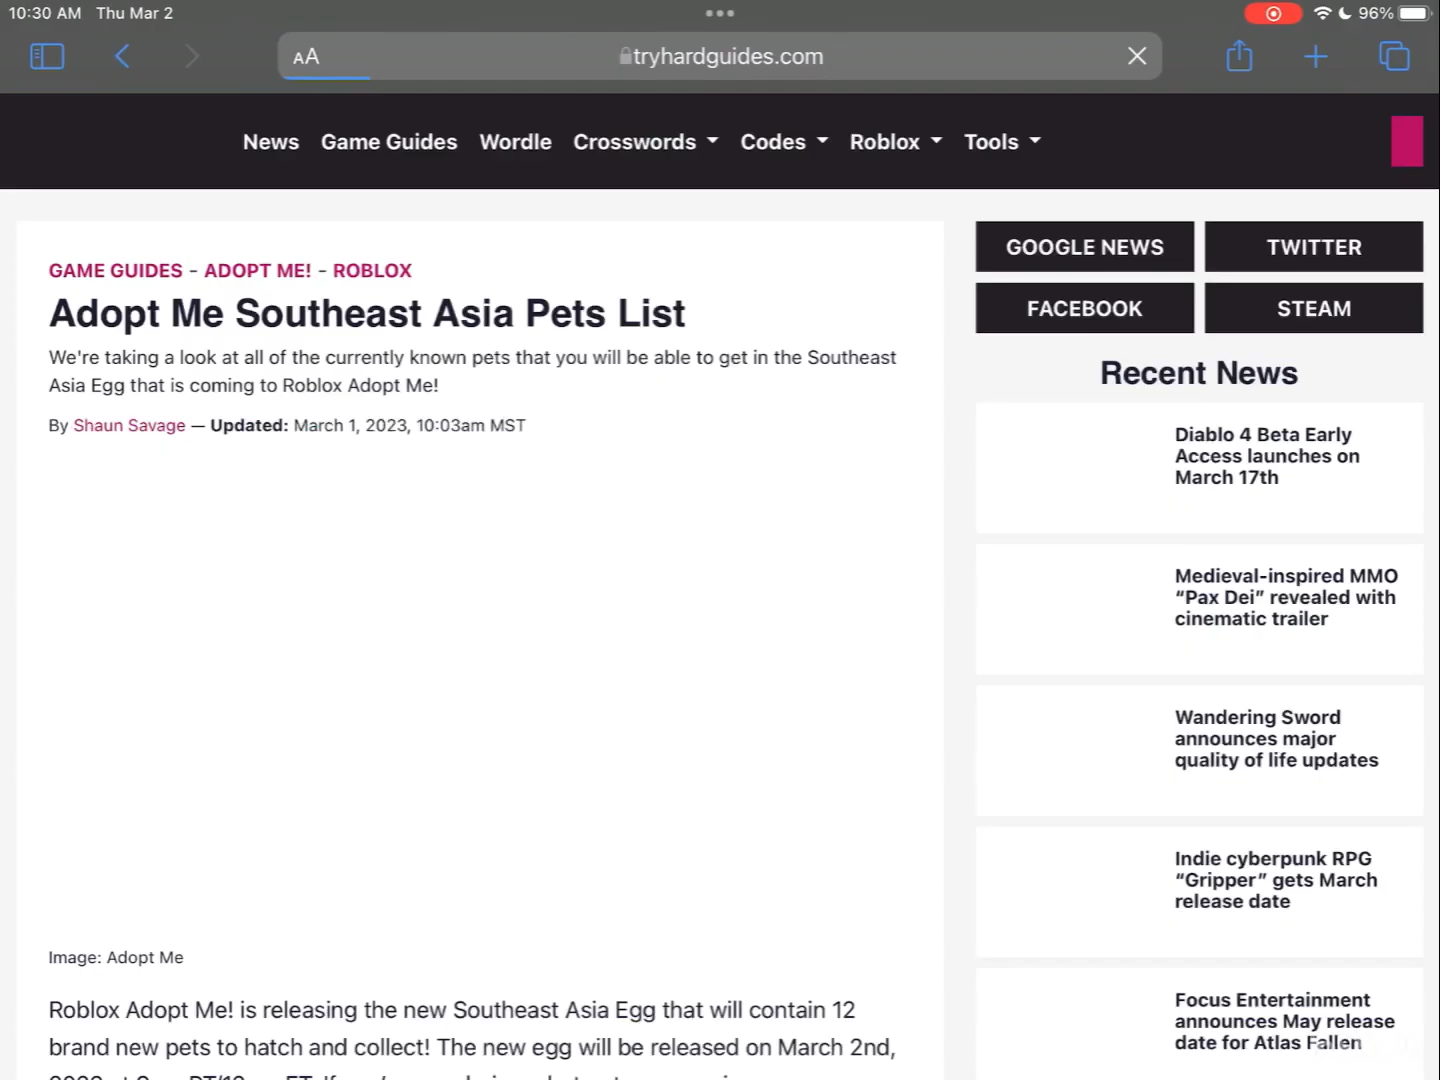 10:30 AM Thu Mar 2
96%
AA
tryhardguides.com
News Game Guides Wordle Crosswords Codes Roblox Tools
GAME GUIDES - ADOPT ME! - ROBLOX
Adopt Me Southeast Asia Pets List
We're taking a look at all of the currently known pets that you will be able to get in the Southeast
Asia Egg that is coming to Roblox Adopt Me!
By Shaun Savage — Updated: March 1, 2023, 10:03am MST
Image: Adopt Me
Roblox Adopt Me! is releasing the new Southeast Asia Egg that will contain 12
brand new pets to hatch and collect! The new egg will be released on March 2nd,
GOOGLE NEWS TWITTER
FACEBOOK STEAM
Recent News
Diablo 4 Beta Early
Access launches on
March 17th
Medieval-inspired MMO
“Pax Dei” revealed with
cinematic trailer
Wandering Sword
announces major
quality of life updates
Indie cyberpunk RPG
“Gripper” gets March
release date
Focus Entertainment
announces May release
date for Atlas Fallen